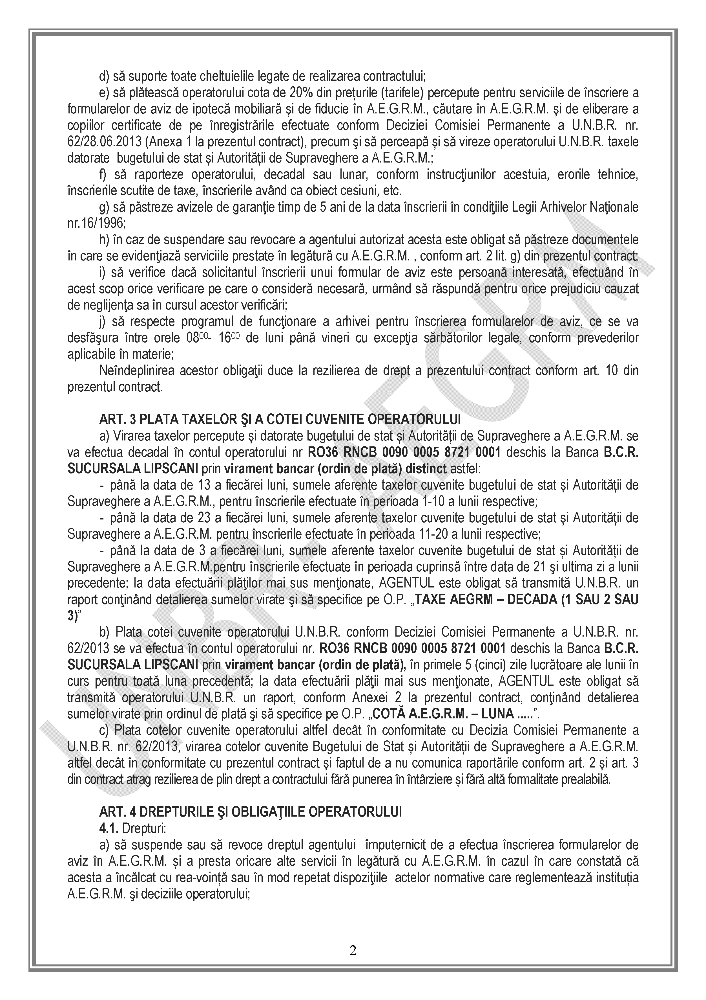 d) să suporte toate cheltuielile legate de realizarea contractului;
e) să plătească operatorului cota de 20% din prețurile (tarifele) percepute pentru serviciile de înscriere a
formularelor de aviz de ipotecă mobiliară și de fiducie în A.E.G.R.M., căutare în A.E.G.R.M. și de eliberare a
copiilor certificate de pe înregistrările efectuate conform Deciziei Comisiei Permanente a U.N.B.R. nr.
62/28.06.2013 (Anexa 1 la prezentul contract), precum şi să perceapă și să vireze operatorului U.N.B.R. taxele
datorate  bugetului de stat și Autorității de Supraveghere a A.E.G.R.M.;
f) să raporteze operatorului, decadal sau lunar, conform instrucţiunilor acestuia, erorile tehnice,
înscrierile scutite de taxe, înscrierile având ca obiect cesiuni, etc.
g) să păstreze avizele de garanţie timp de 5 ani de la data înscrierii în condiţiile Legii Arhivelor Naţionale
nr.16/1996;
h) în caz de suspendare sau revocare a agentului autorizat acesta este obligat să păstreze documentele
în care se evidenţiază serviciile prestate în legătură cu A.E.G.R.M. , conform art. 2 lit. g) din prezentul contract;
i) să verifice dacă solicitantul înscrierii unui formular de aviz este persoană interesată, efectuând în
acest scop orice verificare pe care o consideră necesară, urmând să răspundă pentru orice prejudiciu cauzat
de neglijenţa sa în cursul acestor verificări;
j) să respecte programul de funcţionare a arhivei pentru înscrierea formularelor de aviz, ce se va
desfăşura între orele 08⁰⁰- 16⁰⁰ de luni până vineri cu excepţia sărbătorilor legale, conform prevederilor
aplicabile în materie;
Neîndeplinirea acestor obligaţii duce la rezilierea de drept a prezentului contract conform art. 10 din
prezentul contract.
ART. 3 PLATA TAXELOR ŞI A COTEI CUVENITE OPERATORULUI
a) Virarea taxelor percepute și datorate bugetului de stat și Autorității de Supraveghere a A.E.G.R.M. se
va efectua decadal în contul operatorului nr RO36 RNCB 0090 0005 8721 0001 deschis la Banca B.C.R.
SUCURSALA LIPSCANI prin virament bancar (ordin de plată) distinct astfel:
- până la data de 13 a fiecărei luni, sumele aferente taxelor cuvenite bugetului de stat și Autorității de
Supraveghere a A.E.G.R.M., pentru înscrierile efectuate în perioada 1-10 a lunii respective;
- până la data de 23 a fiecărei luni, sumele aferente taxelor cuvenite bugetului de stat și Autorității de
Supraveghere a A.E.G.R.M. pentru înscrierile efectuate în perioada 11-20 a lunii respective;
- până la data de 3 a fiecărei luni, sumele aferente taxelor cuvenite bugetului de stat și Autorității de
Supraveghere a A.E.G.R.M.pentru înscrierile efectuate în perioada cuprinsă între data de 21 şi ultima zi a lunii
precedente; la data efectuării plăţilor mai sus menţionate, AGENTUL este obligat să transmită U.N.B.R. un
raport conţinând detalierea sumelor virate şi să specifice pe O.P. „TAXE AEGRM – DECADA (1 SAU 2 SAU
3)”
b) Plata cotei cuvenite operatorului U.N.B.R. conform Deciziei Comisiei Permanente a U.N.B.R. nr.
62/2013 se va efectua în contul operatorului nr. RO36 RNCB 0090 0005 8721 0001 deschis la Banca B.C.R.
SUCURSALA LIPSCANI prin virament bancar (ordin de plată), în primele 5 (cinci) zile lucrătoare ale lunii în
curs pentru toată luna precedentă; la data efectuării plăţii mai sus menţionate, AGENTUL este obligat să
transmită operatorului U.N.B.R. un raport, conform Anexei 2 la prezentul contract, conţinând detalierea
sumelor virate prin ordinul de plată şi să specifice pe O.P. „COTĂ A.E.G.R.M. – LUNA .....”.
c) Plata cotelor cuvenite operatorului altfel decât în conformitate cu Decizia Comisiei Permanente a
U.N.B.R. nr. 62/2013, virarea cotelor cuvenite Bugetului de Stat și Autorității de Supraveghere a A.E.G.R.M.
altfel decât în conformitate cu prezentul contract și faptul de a nu comunica raportările conform art. 2 și art. 3
din contract atrag rezilierea de plin drept a contractului fără punerea în întârziere și fără altă formalitate prealabilă.
ART. 4 DREPTURILE ŞI OBLIGAŢIILE OPERATORULUI
4.1. Drepturi:
a) să suspende sau să revoce dreptul agentului  împuternicit de a efectua înscrierea formularelor de
aviz în A.E.G.R.M. și a presta oricare alte servicii în legătură cu A.E.G.R.M. în cazul în care constată că
acesta a încălcat cu rea-voință sau în mod repetat dispoziţiile  actelor normative care reglementează instituția
A.E.G.R.M. şi deciziile operatorului;
2
UNBR - AEGRM